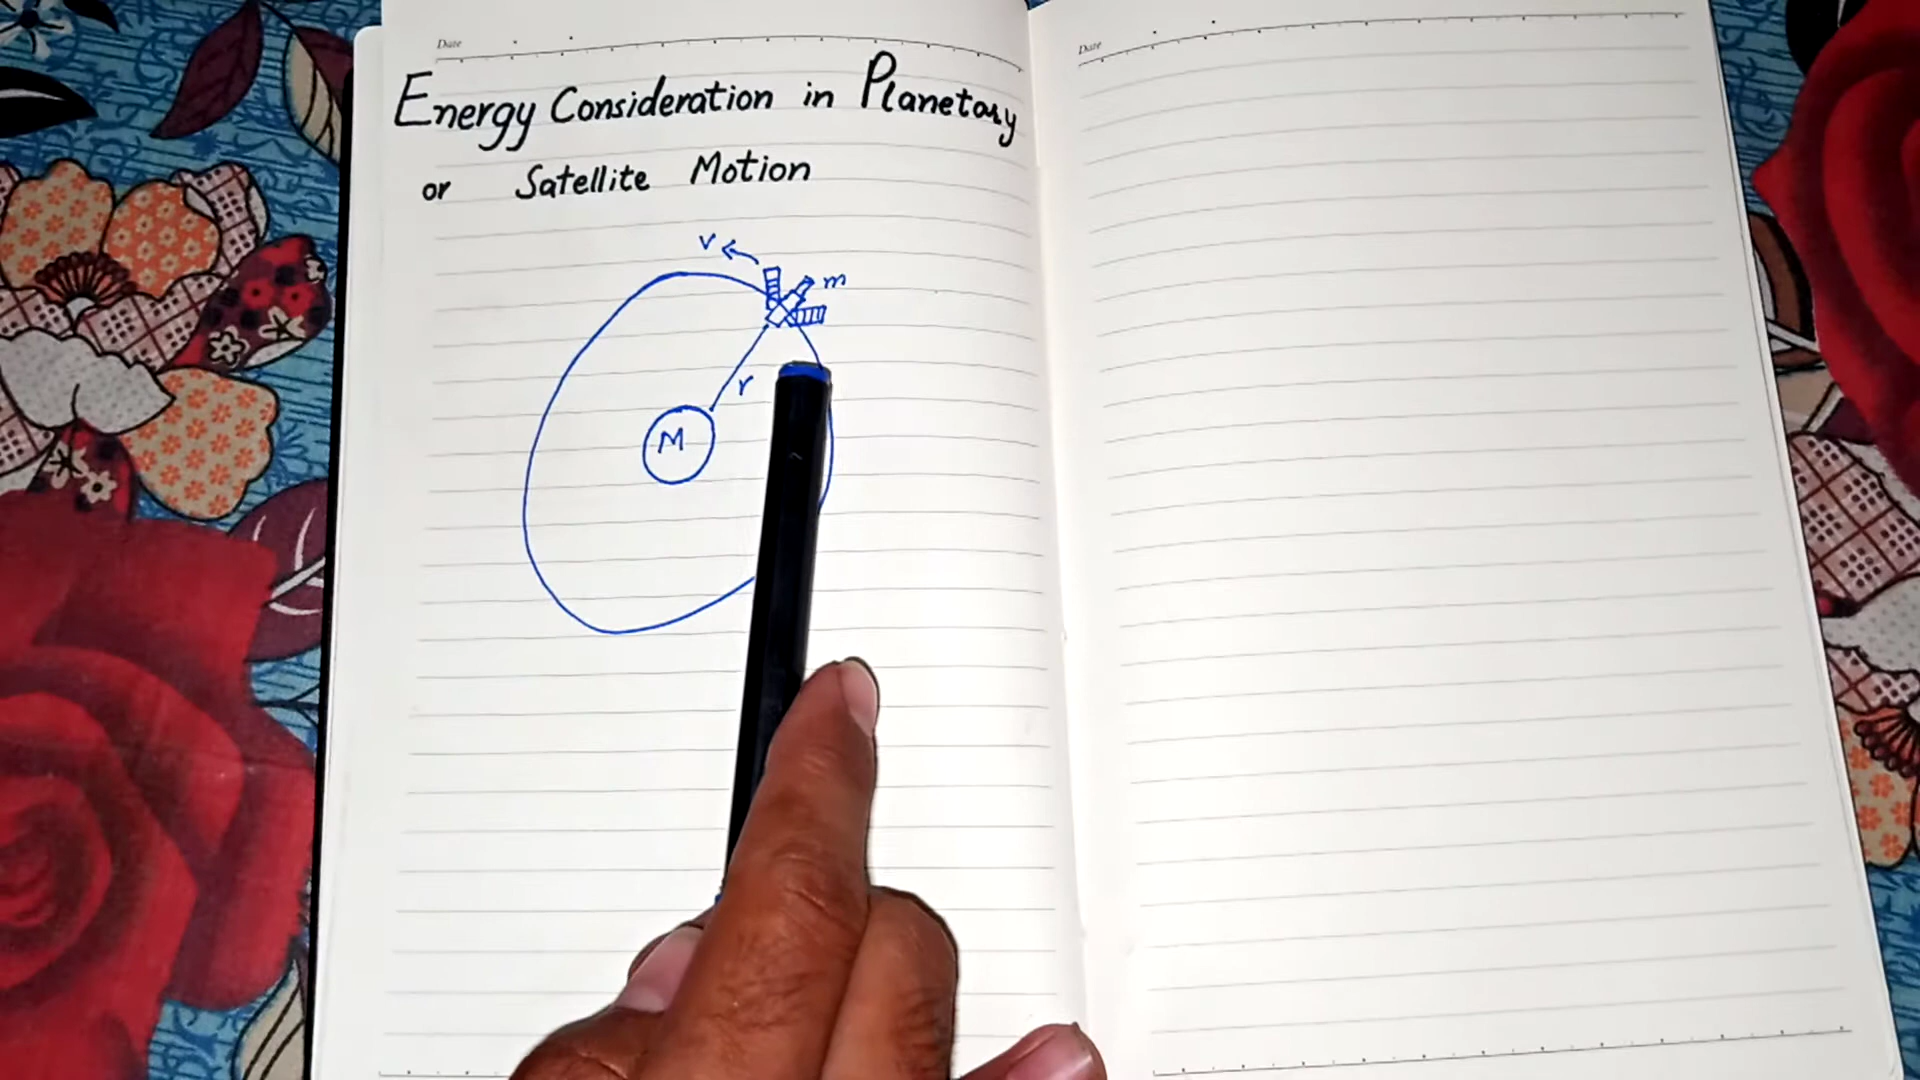 Date
Energy Consideration in Planetary
or Satellite Motion
v
m
r
M
Date